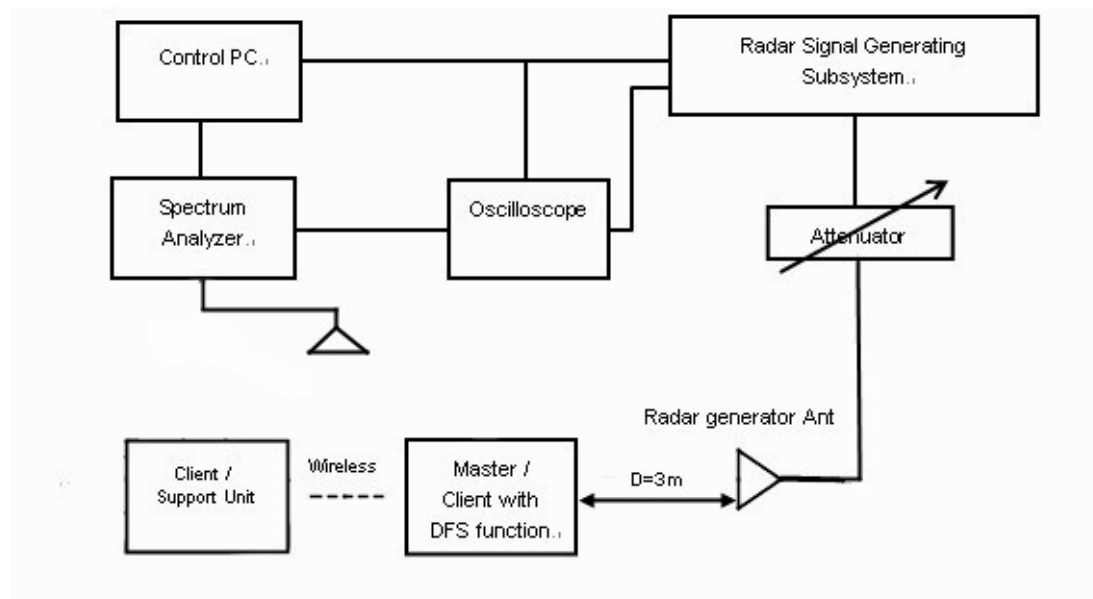 Control PC
Radar Signal Generating
Subsystem
Spectrum
Analyzer
Oscilloscope
Attenuator
Radar generator Ant
Client /
Support Unit
Wireless
Master /
Client with
DFS function
D=3m